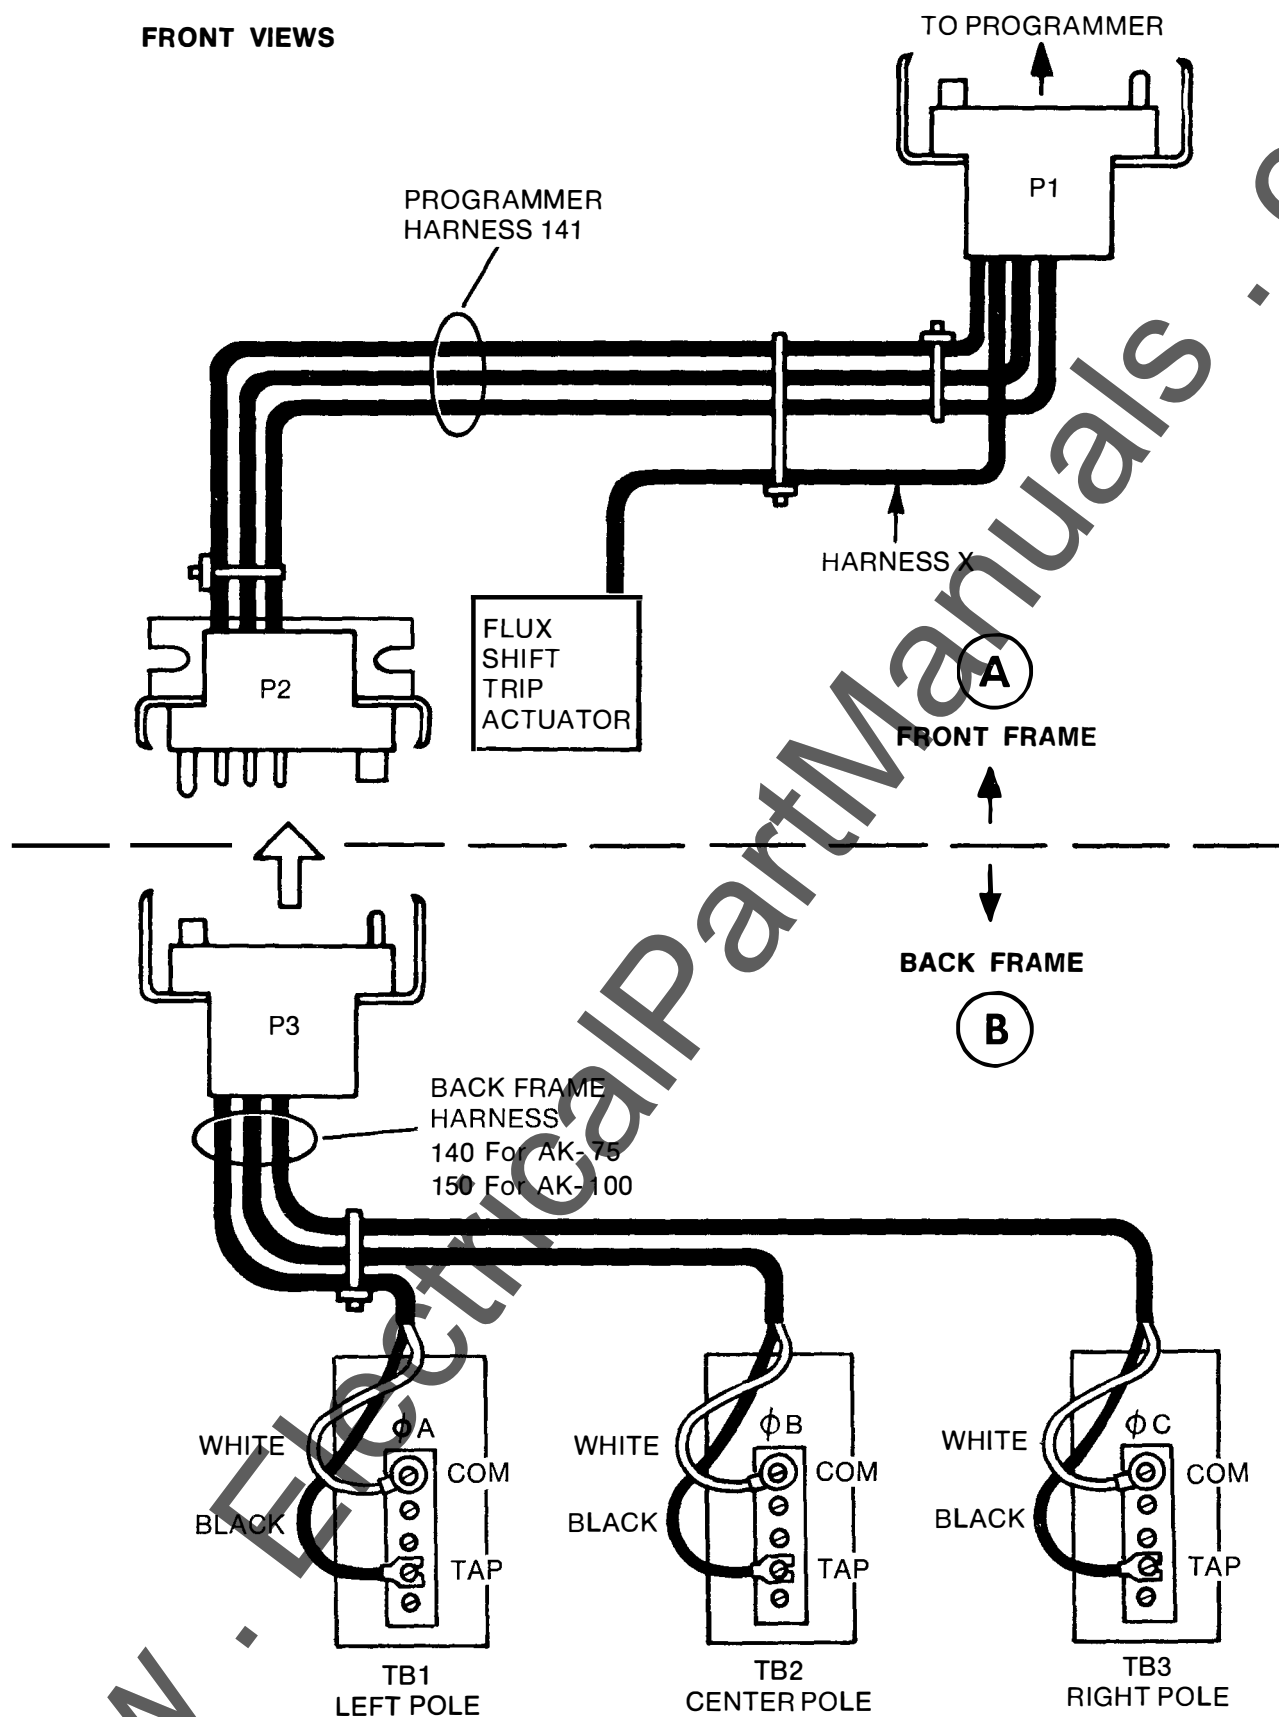 FRONT VIEWS
TO PROGRAMMER
P1
PROGRAMMER
HARNESS 141
HARNESS X
FLUX
SHIFT
TRIP
ACTUATOR
P2
A
FRONT FRAME
BACK FRAME
B
P3
BACK FRAME
HARNESS
140 For AK-75
150 For AK-100
WHITE
ϕA
COM
BLACK
TAP
TB1
LEFT POLE
WHITE
ϕB
COM
BLACK
TAP
TB2
CENTER POLE
WHITE
ϕC
COM
BLACK
TAP
TB3
RIGHT POLE
w . ElectricalPartManuals .